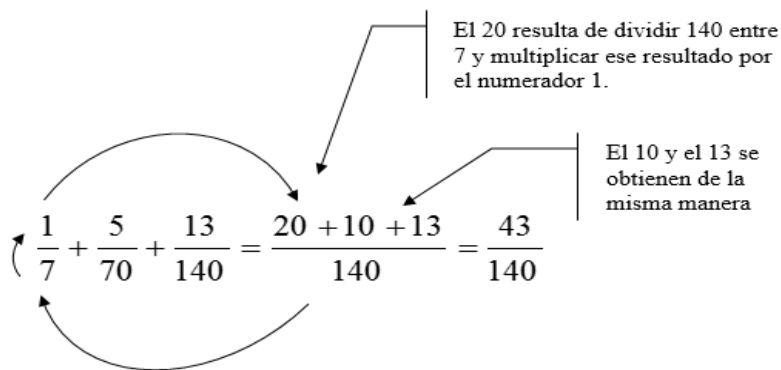 El 20 resulta de dividir 140 entre
7 y multiplicar ese resultado por
el numerador 1.
El 10 y el 13 se
obtienen de la
misma manera
1/7 + 5/70 + 13/140 = (20 + 10 + 13)/140 = 43/140